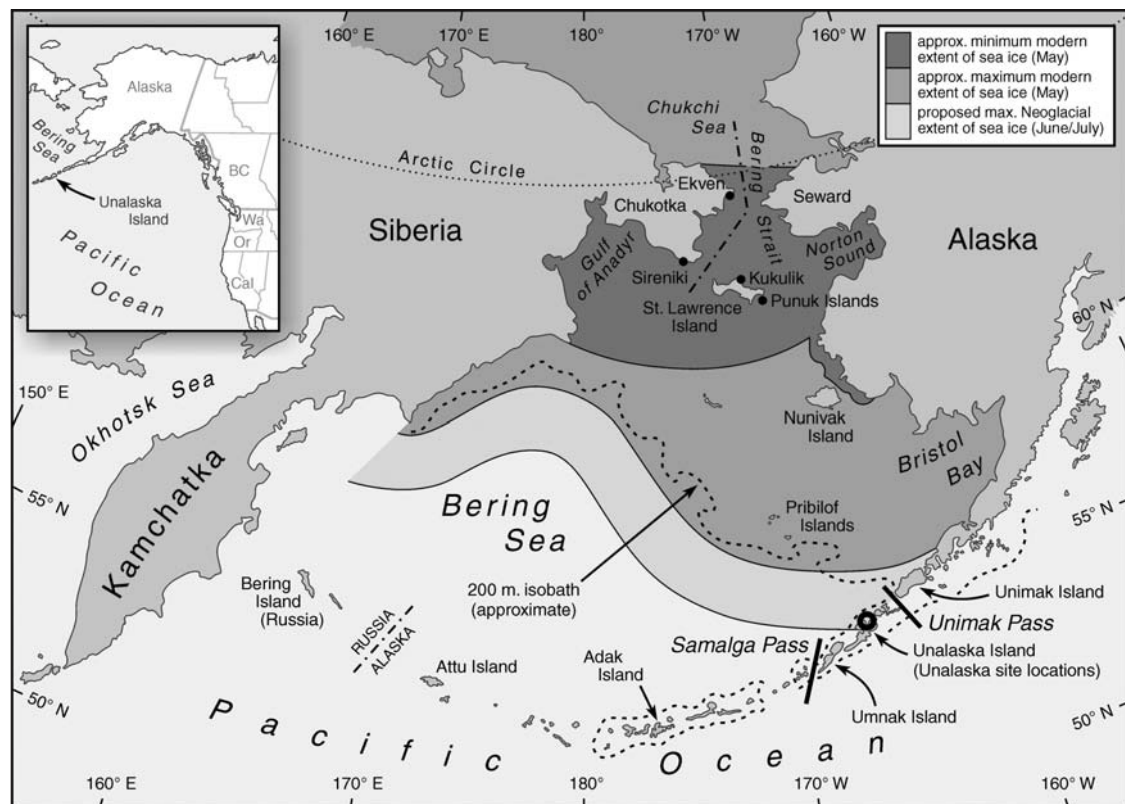 160° E
170° E
180°
170° W
160° W
approx. minimum modern
extent of sea ice (May)
approx. maximum modern
extent of sea ice (May)
proposed max. Neoglacial
extent of sea ice (June/July)
Alaska
Bering
Sea
BC
Unalaska
Island
Wa
Or
Cal
Pacific
Ocean
Chukchi
Sea
Bering
Strait
Arctic Circle
Ekven
Chukotka
Seward
Siberia
Alaska
Gulf
of Anadyr
Norton
Sound
Sireniki
Kukulik
Punuk Islands
St. Lawrence
Island
60° N
150° E
Okhotsk Sea
Nunivak
Island
Bristol
Bay
55° N
55° N
Kamchatka
Bering
Sea
Pribilof
Islands
200 m. isobath
(approximate)
Bering
Island
(Russia)
RUSSIA
ALASKA
Unimak Island
Unimak Pass
Samalga Pass
Unalaska Island
(Unalaska site locations)
Attu Island
Adak
Island
Umnak Island
50° N
50° N
Pacific
Ocean
160° E
170° E
180°
170° W
160° W